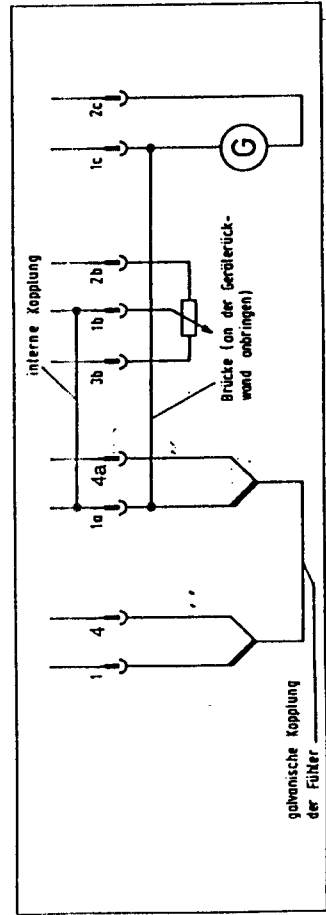 interne Kopplung
1
4
1a
4a
3b
1b
2b
1c
2c
G
Brücke (an der Geräterück-
wand anbringen)
galvanische Kopplung
der Fühler